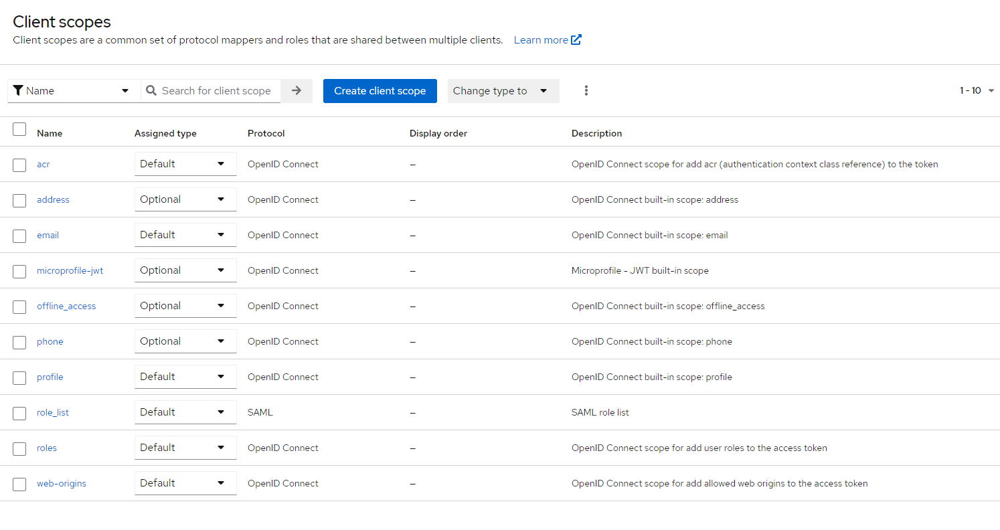 Client scopes
Client scopes are a common set of protocol mappers and roles that are shared between multiple clients. Learn more
Name Search for client scope Create client scope Change type to 1 - 10
Name Assigned type Protocol Display order Description
acr Default OpenID Connect – OpenID Connect scope for add acr (authentication context class reference) to the token
address Optional OpenID Connect – OpenID Connect built-in scope: address
email Default OpenID Connect – OpenID Connect built-in scope: email
microprofile-jwt Optional OpenID Connect – Microprofile - JWT built-in scope
offline_access Optional OpenID Connect – OpenID Connect built-in scope: offline_access
phone Optional OpenID Connect – OpenID Connect built-in scope: phone
profile Default OpenID Connect – OpenID Connect built-in scope: profile
role_list Default SAML – SAML role list
roles Default OpenID Connect – OpenID Connect scope for add user roles to the access token
web-origins Default OpenID Connect – OpenID Connect scope for add allowed web origins to the access token